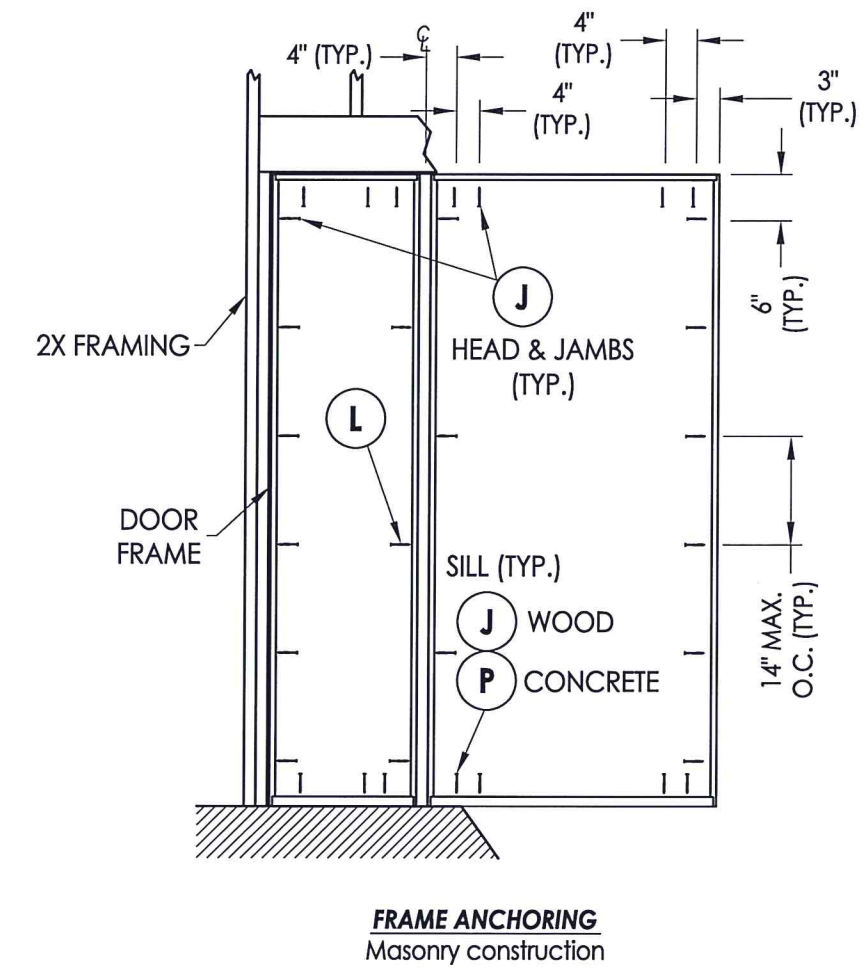 ℄
4" (TYP.)
4"
(TYP.)
4"
(TYP.)
3"
(TYP.)
6"
(TYP.)
J
HEAD & JAMBS
(TYP.)
2X FRAMING
L
DOOR
FRAME
SILL (TYP.)
J WOOD
P CONCRETE
14" MAX.
O.C. (TYP.)
FRAME ANCHORING
Masonry construction